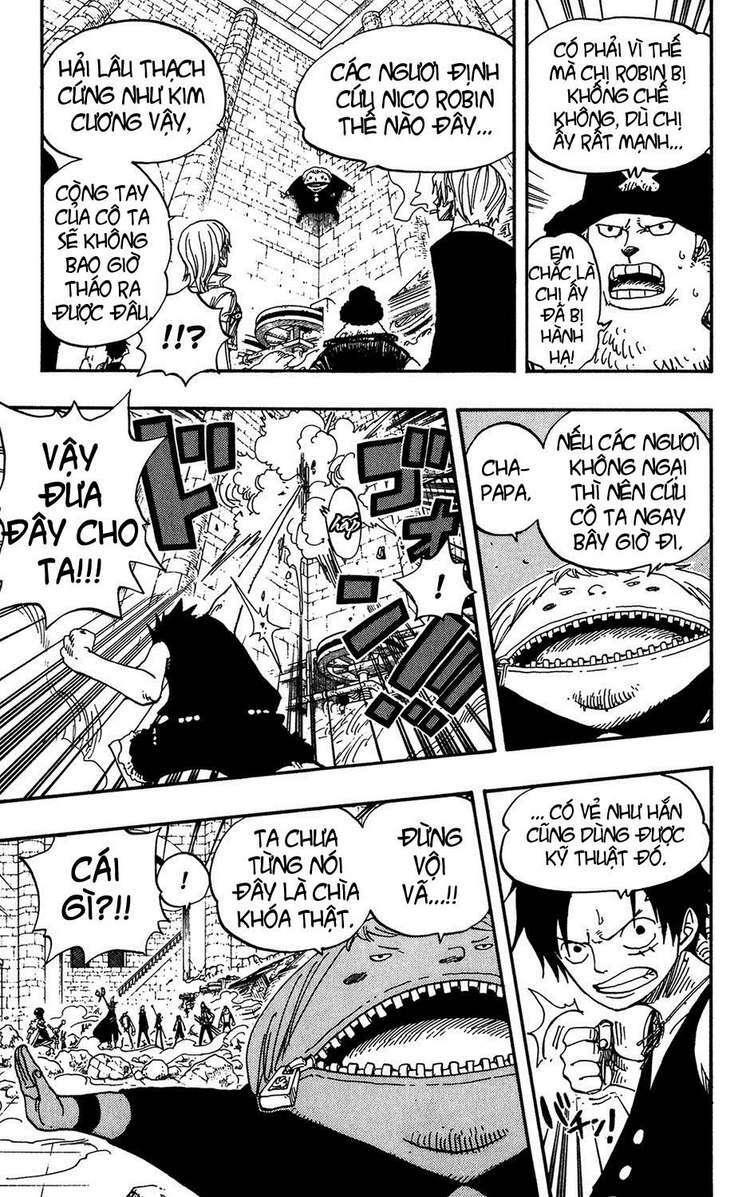 CÓ PHẢI VÌ THẾ
MÀ CHỊ ROBIN BỊ
KHỐNG CHẾ
KHÔNG, DÙ CHỊ
ẤY RẤT MẠNH...
EM
CHẮC LÀ
CHỊ ẤY
ĐÃ BỊ
HÀNH
HẠ!
CÁC NGƯƠI ĐỊNH
CỨU NICO ROBIN
THẾ NÀO ĐÂY...
HẢI LÂU THẠCH
CỨNG NHƯ KIM
CƯƠNG VẬY,
CÒNG TAY
CỦA CÔ TA
SẼ KHÔNG
BAO GIỜ
THÁO RA
ĐƯỢC ĐÂU.
!!?
NẾU CÁC NGƯƠI
KHÔNG NGẠI
THÌ NÊN CỨU
CÔ TA NGAY
BÂY GIỜ ĐI.
CHA-
PAPA.
!
VẬY
ĐƯA
ĐÂY CHO
TA!!!
ドゴォン!!!
... CÓ VẺ NHƯ HẮN
CŨNG DÙNG ĐƯỢC
KỸ THUẬT ĐÓ.
ĐỪNG
VỘI
VÃ...!!
TA CHƯA
TỪNG NÓI
ĐÂY LÀ CHÌA
KHÓA THẬT.
!
CÁI
GÌ?!!